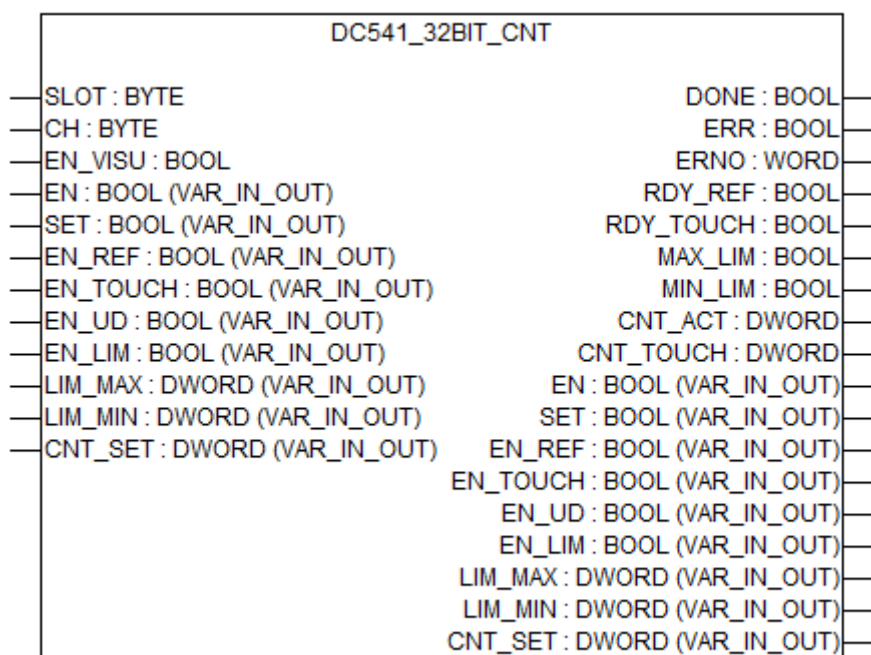 DC541_32BIT_CNT
SLOT : BYTE DONE : BOOL
CH : BYTE ERR : BOOL
EN_VISU : BOOL ERNO : WORD
EN : BOOL (VAR_IN_OUT) RDY_REF : BOOL
SET : BOOL (VAR_IN_OUT) RDY_TOUCH : BOOL
EN_REF : BOOL (VAR_IN_OUT) MAX_LIM : BOOL
EN_TOUCH : BOOL (VAR_IN_OUT) MIN_LIM : BOOL
EN_UD : BOOL (VAR_IN_OUT) CNT_ACT : DWORD
EN_LIM : BOOL (VAR_IN_OUT) CNT_TOUCH : DWORD
LIM_MAX : DWORD (VAR_IN_OUT) EN : BOOL (VAR_IN_OUT)
LIM_MIN : DWORD (VAR_IN_OUT) SET : BOOL (VAR_IN_OUT)
CNT_SET : DWORD (VAR_IN_OUT) EN_REF : BOOL (VAR_IN_OUT)
EN_TOUCH : BOOL (VAR_IN_OUT)
EN_UD : BOOL (VAR_IN_OUT)
EN_LIM : BOOL (VAR_IN_OUT)
LIM_MAX : DWORD (VAR_IN_OUT)
LIM_MIN : DWORD (VAR_IN_OUT)
CNT_SET : DWORD (VAR_IN_OUT)